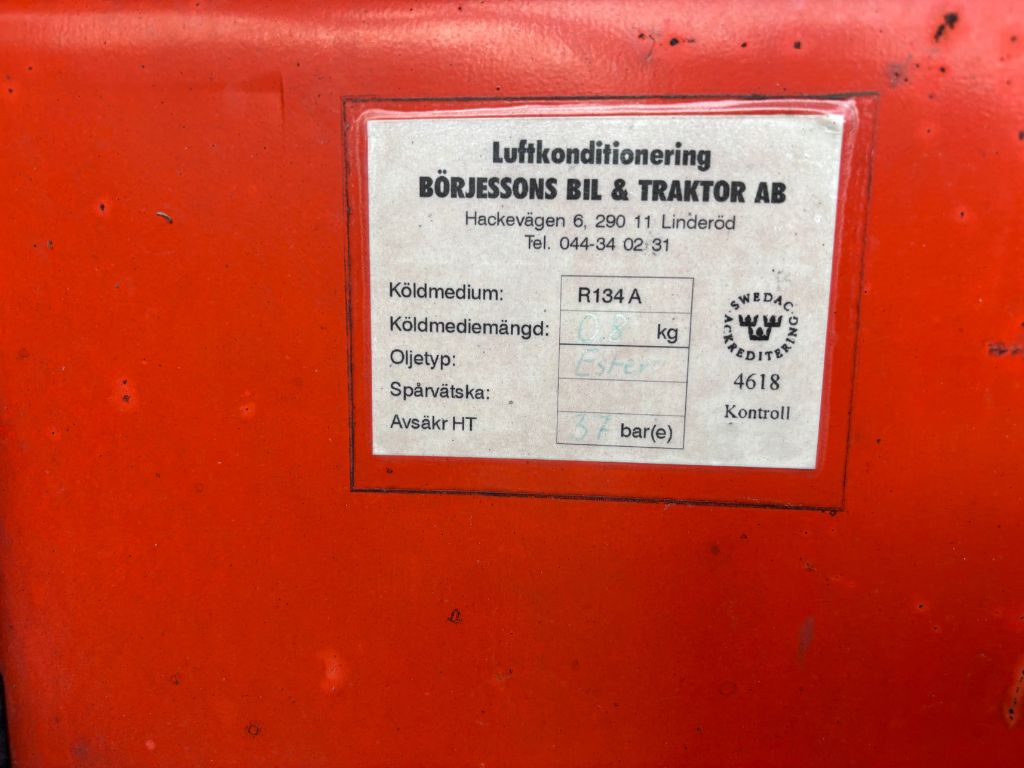 Luftkonditionering
BÖRJESSONS BIL & TRAKTOR AB
Hackevägen 6, 290 11 Linderöd
Tel. 044-34 02 31
Köldmedium: R134 A
Köldmediemängd: 0.8 kg
Oljetyp: Ester
Spårvätska:
Avsäkr HT 37 bar(e)
SWEDAC
ACKREDITERING
4618
Kontroll